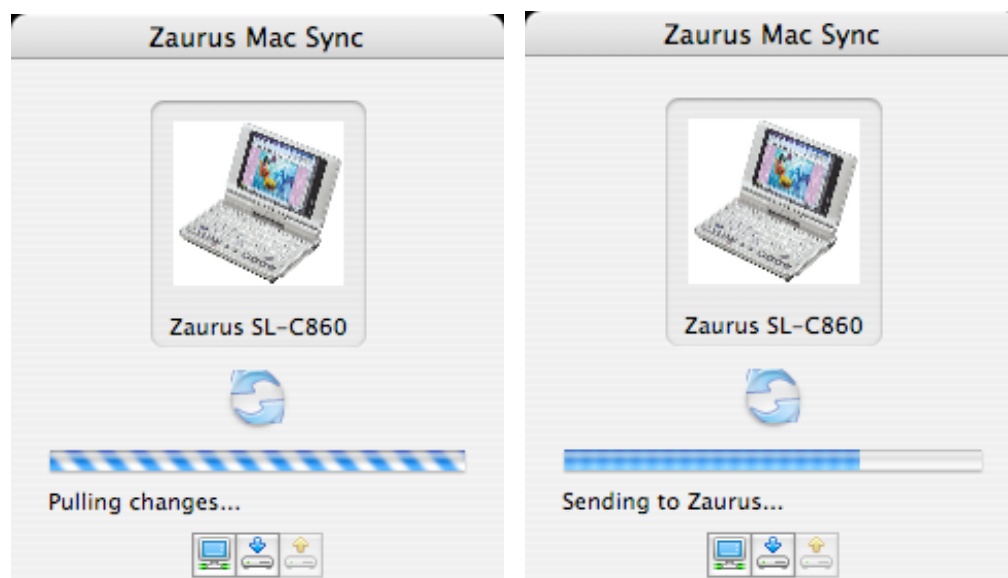 Zaurus Mac Sync
Zaurus SL-C860
Pulling changes...
Zaurus Mac Sync
Zaurus SL-C860
Sending to Zaurus...